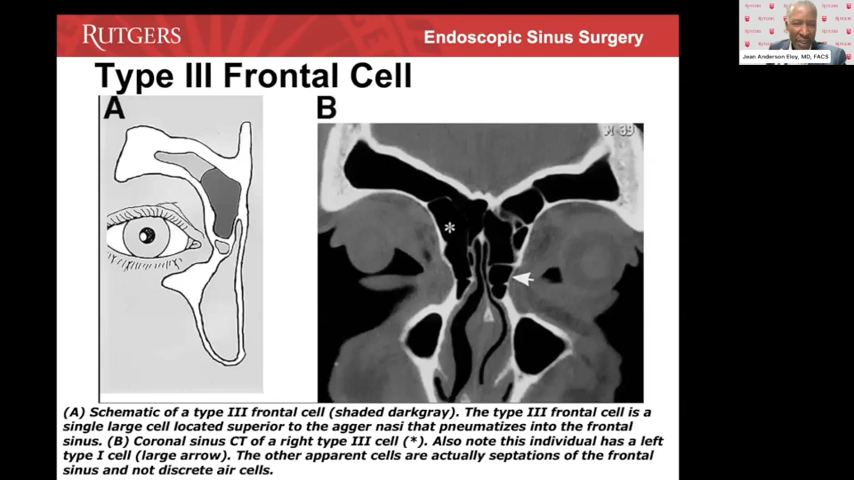 RUTGERS
Endoscopic Sinus Surgery
Jean Anderson Eloy, MD, FACS
Type III Frontal Cell
A
B
M-39
*
(A) Schematic of a type III frontal cell (shaded darkgray). The type III frontal cell is a
single large cell located superior to the agger nasi that pneumatizes into the frontal
sinus. (B) Coronal sinus CT of a right type III cell (*). Also note this individual has a left
type I cell (large arrow). The other apparent cells are actually septations of the frontal
sinus and not discrete air cells.